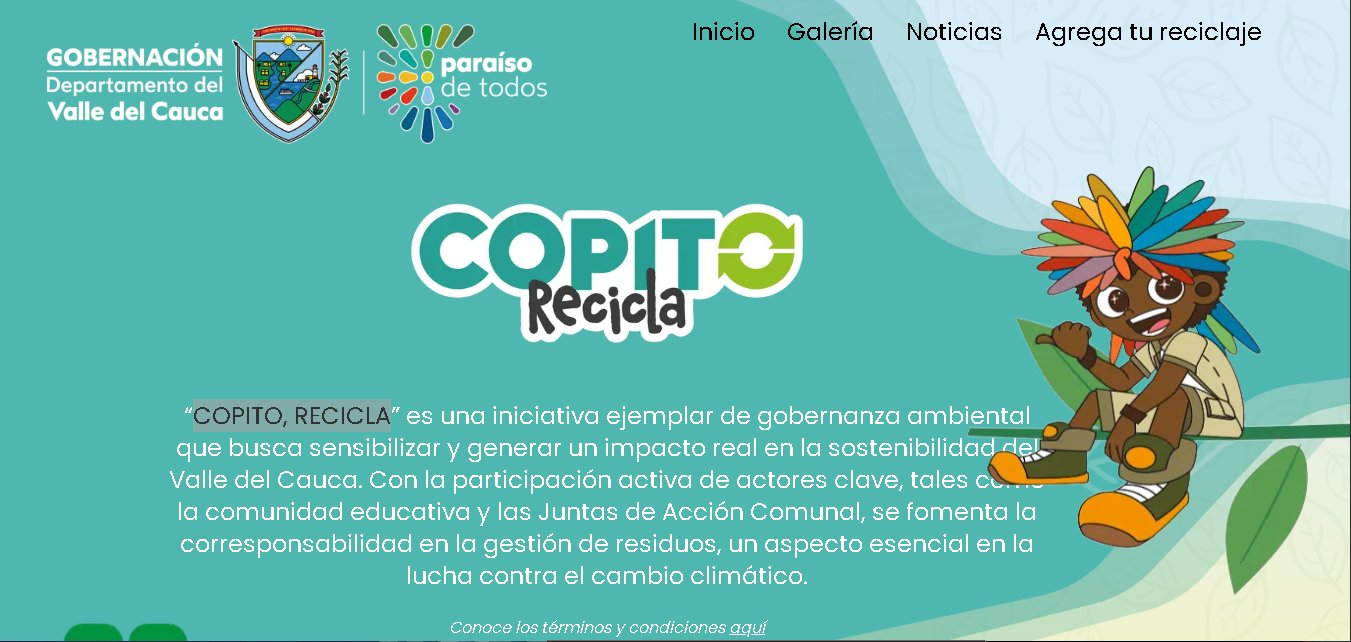 Inicio Galería Noticias Agrega tu reciclaje
GOBERNACIÓN
Departamento del
Valle del Cauca
paraíso
de todos
COPITO
Recicla
“COPITO, RECICLA” es una iniciativa ejemplar de gobernanza ambiental
que busca sensibilizar y generar un impacto real en la sostenibilidad del
Valle del Cauca. Con la participación activa de actores clave, tales como
la comunidad educativa y las Juntas de Acción Comunal, se fomenta la
corresponsabilidad en la gestión de residuos, un aspecto esencial en la
lucha contra el cambio climático.
Conoce los términos y condiciones aquí